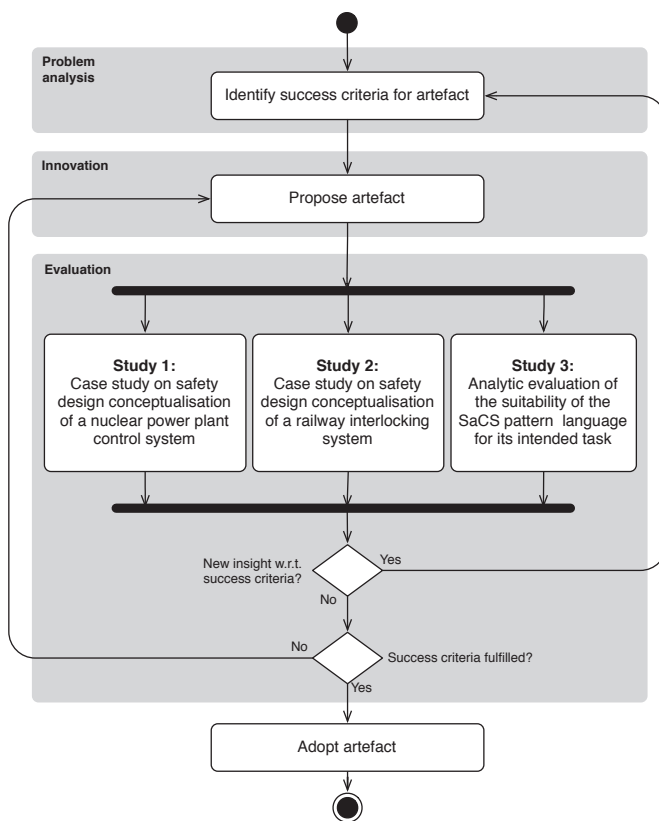 Problem
analysis
Identify success criteria for artefact
Innovation
Propose artefact
Evaluation
Study 1:
Case study on safety
design conceptualisation
of a nuclear power plant
control system
Study 2:
Case study on safety
design conceptualisation
of a railway interlocking
system
Study 3:
Analytic evaluation of
the suitability of the
SaCS pattern language
for its intended task
New insight w.r.t.
success criteria?
Yes
No
No
Success criteria fulfilled?
Yes
Adopt artefact